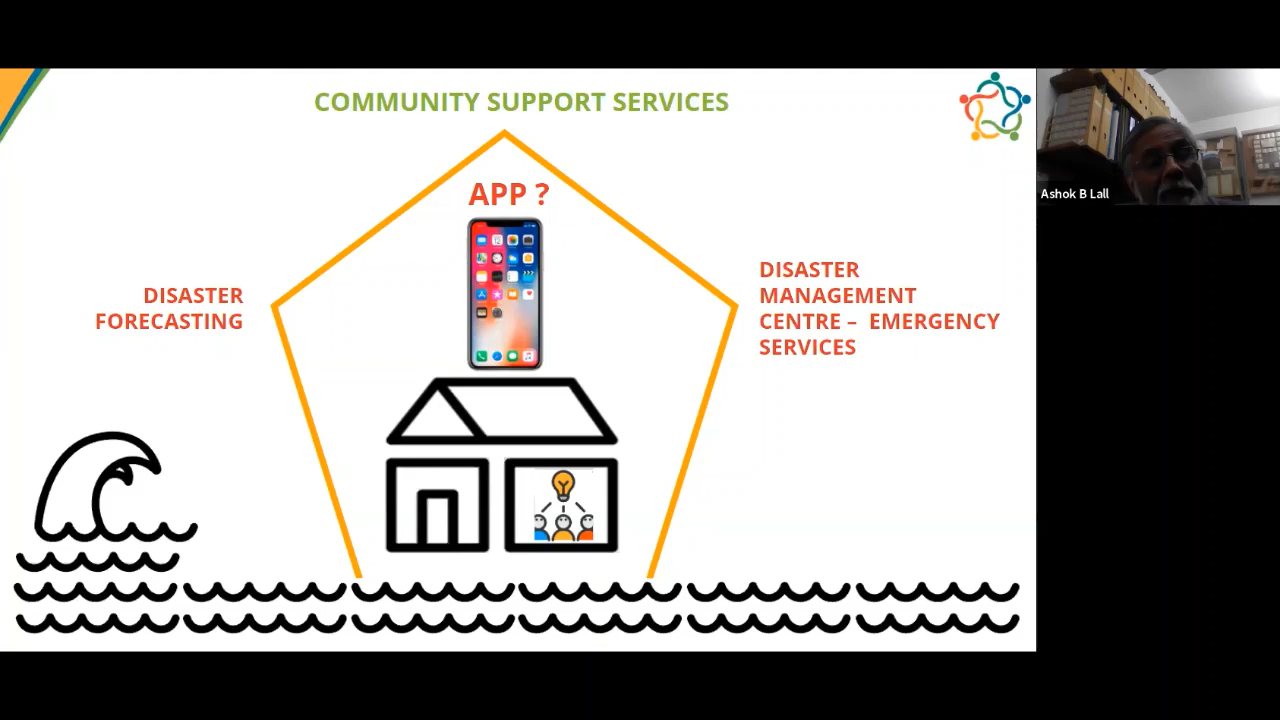 COMMUNITY SUPPORT SERVICES
APP ?
DISASTER
FORECASTING
DISASTER
MANAGEMENT
CENTRE – EMERGENCY
SERVICES
Ashok B Lall